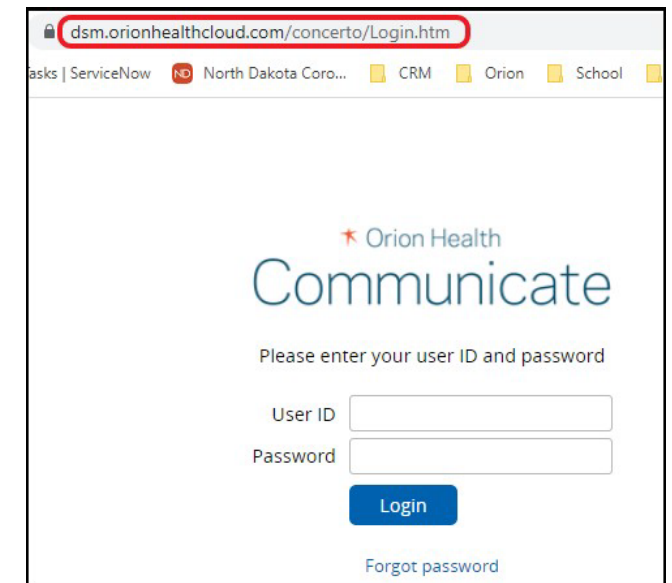 dsm.orionhealthcloud.com/concerto/Login.htm
asks | ServiceNow ND North Dakota Coro... CRM Orion School
Orion Health
Communicate
Please enter your user ID and password
User ID
Password
Login
Forgot password